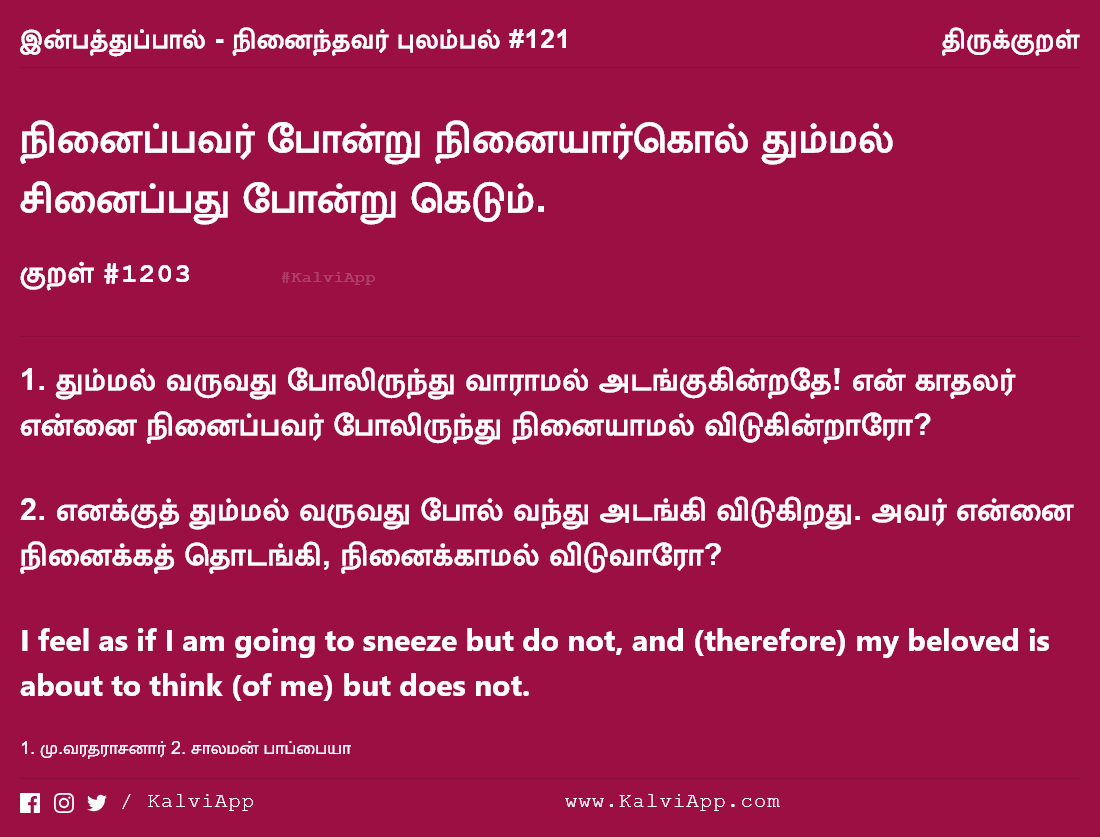 இன்பத்துப்பால் - நினைந்தவர் புலம்பல் #121 திருக்குறள்
நினைப்பவர் போன்று நினையார்கொல் தும்மல்
சினைப்பது போன்று கெடும்.
குறள் #1203 #KalviApp
1. தும்மல் வருவது போலிருந்து வாராமல் அடங்குகின்றதே! என் காதலர்
என்னை நினைப்பவர் போலிருந்து நினையாமல் விடுகின்றாரோ?
2. எனக்குத் தும்மல் வருவது போல் வந்து அடங்கி விடுகிறது. அவர் என்னை
நினைக்கத் தொடங்கி, நினைக்காமல் விடுவாரோ?
I feel as if I am going to sneeze but do not, and (therefore) my beloved is
about to think (of me) but does not.
1. மு.வரதராசனார் 2. சாலமன் பாப்பையா
/ KalviApp www.KalviApp.com